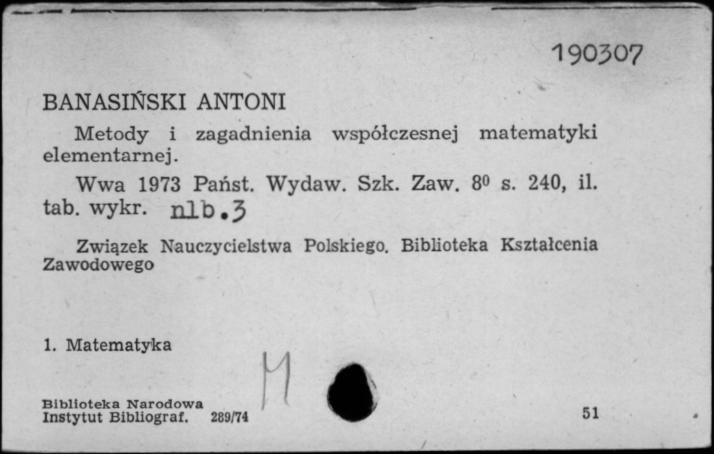 190307
BANASIŃSKI ANTONI
Metody i zagadnienia współczesnej matematyki
elementarnej.
Wwa 1973 Państ. Wydaw. Szk. Zaw. 8⁰ s. 240, il.
tab. wykr. nlb.3
Związek Nauczycielstwa Polskiego. Biblioteka Kształcenia
Zawodowego
1. Matematyka
M
Biblioteka Narodowa
Instytut Bibliograf. 289/74
51